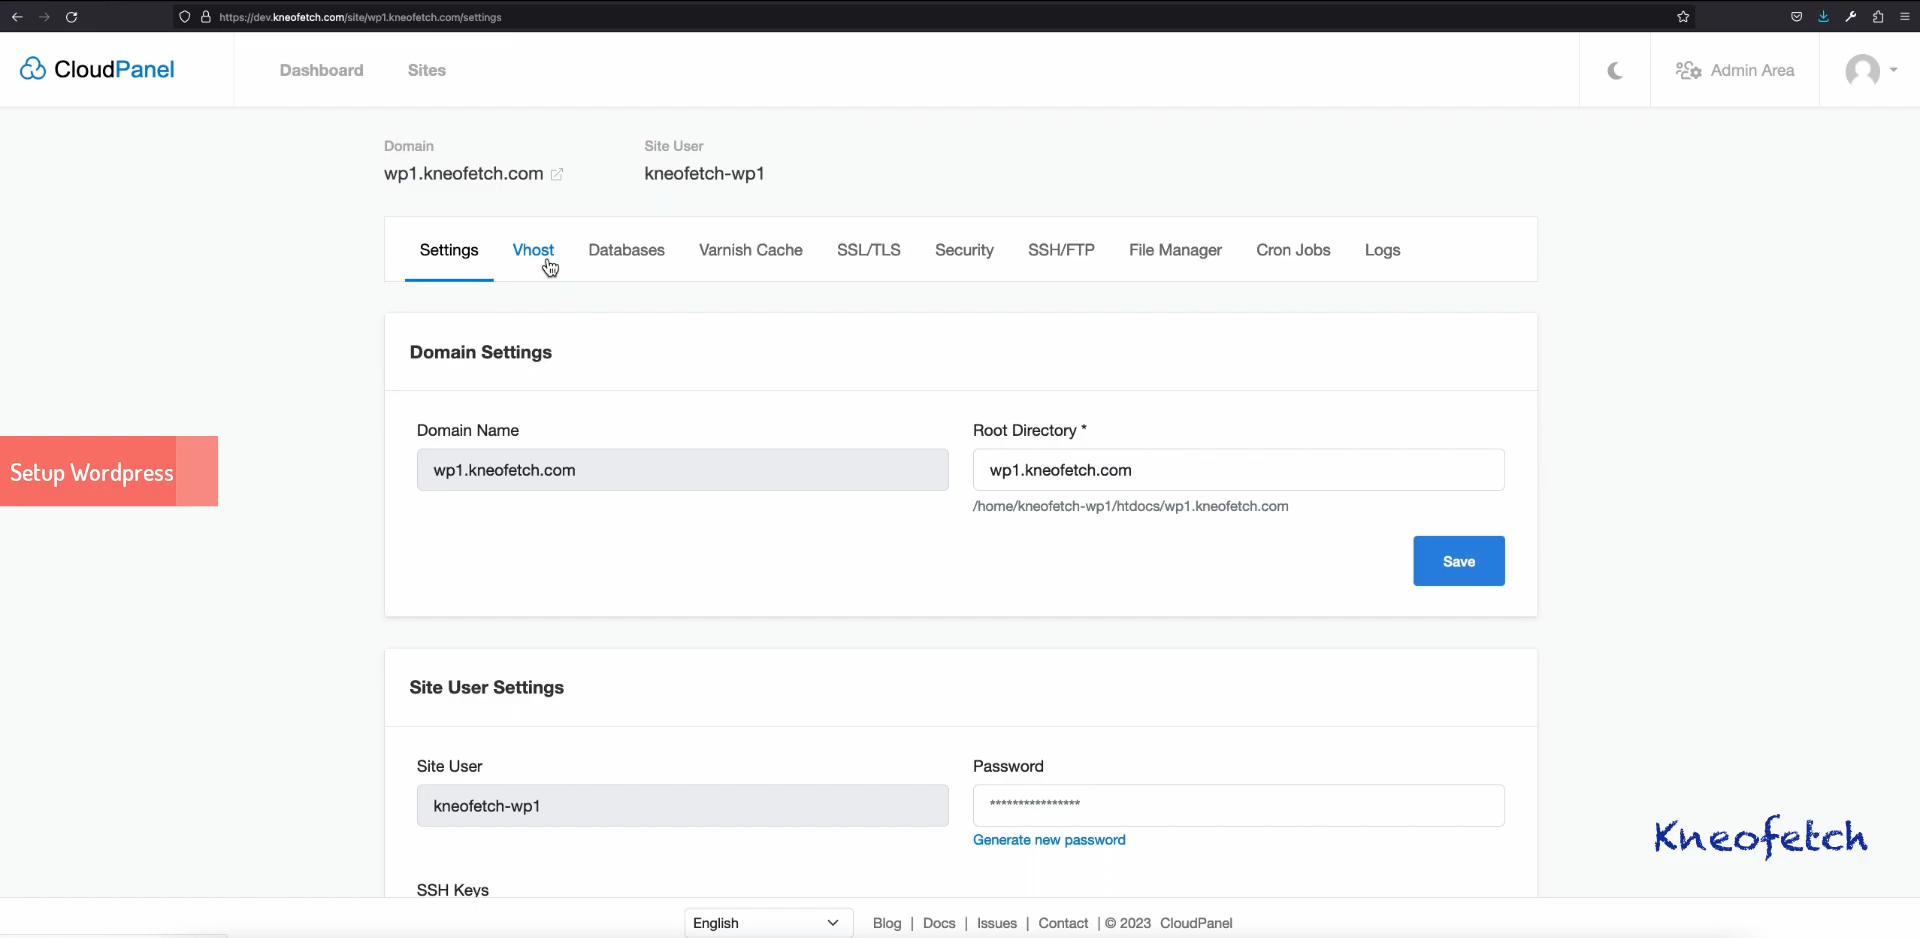 https://dev.kneofetch.com/site/wp1.kneofetch.com/settings
CloudPanel
Dashboard Sites
Admin Area
Domain Site User
wp1.kneofetch.com kneofetch-wp1
Settings Vhost Databases Varnish Cache SSL/TLS Security SSH/FTP File Manager Cron Jobs Logs
Domain Settings
Domain Name Root Directory *
wp1.kneofetch.com wp1.kneofetch.com
/home/kneofetch-wp1/htdocs/wp1.kneofetch.com
Setup Wordpress
Save
Site User Settings
Site User Password
kneofetch-wp1 ****************
Generate new password
Kneofetch
SSH Keys
English Blog | Docs | Issues | Contact | © 2023 CloudPanel